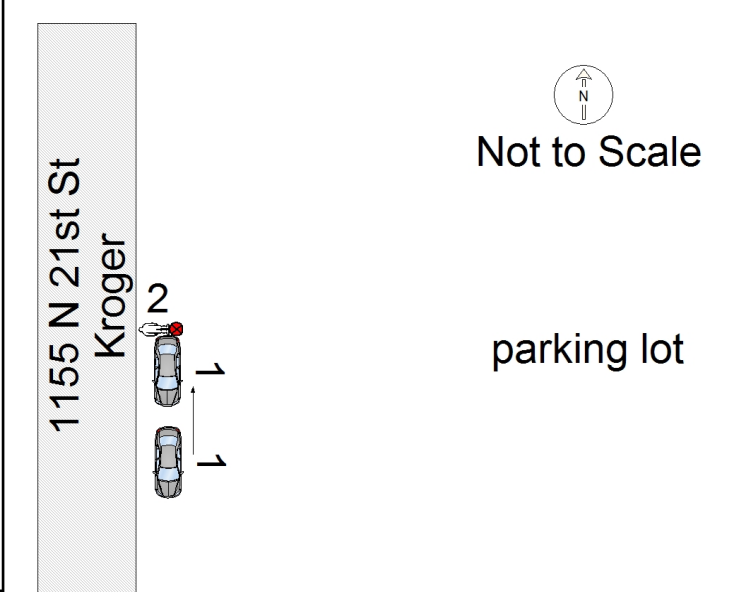 1155 N 21st St
Kroger
N
Not to Scale
2
parking lot
1
1